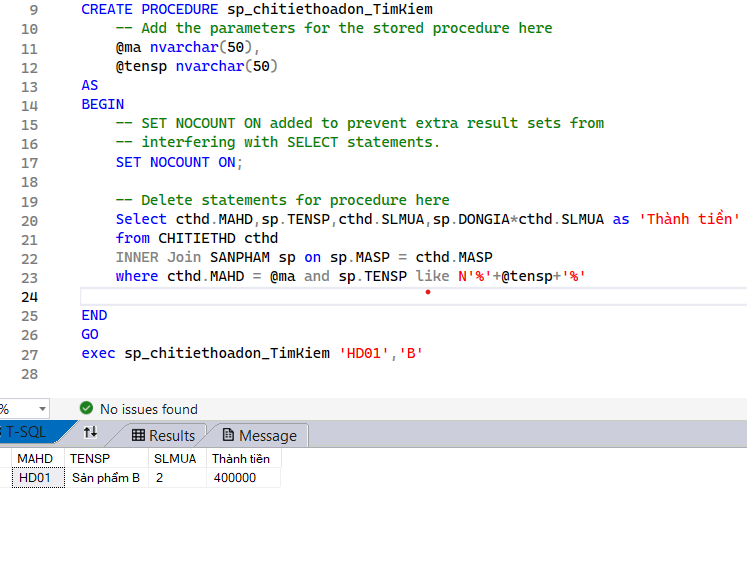 9 CREATE PROCEDURE sp_chitiethoadon_TimKiem
10 -- Add the parameters for the stored procedure here
11 @ma nvarchar(50),
12 @tensp nvarchar(50)
13 AS
14 BEGIN
15 -- SET NOCOUNT ON added to prevent extra result sets from
16 -- interfering with SELECT statements.
17 SET NOCOUNT ON;
18
19 -- Delete statements for procedure here
20 Select cthd.MAHD,sp.TENSP,cthd.SLMUA,sp.DONGIA*cthd.SLMUA as 'Thành tiền'
21 from CHITIETHD cthd
22 INNER Join SANPHAM sp on sp.MASP = cthd.MASP
23 where cthd.MAHD = @ma and sp.TENSP like N'%'+@tensp+'%'
24
25 END
26 GO
27 exec sp_chitiethoadon_TimKiem 'HD01','B'
28
% No issues found
T-SQL Results Message
MAHD TENSP SLMUA Thành tiền
HD01 Sản phẩm B 2 400000